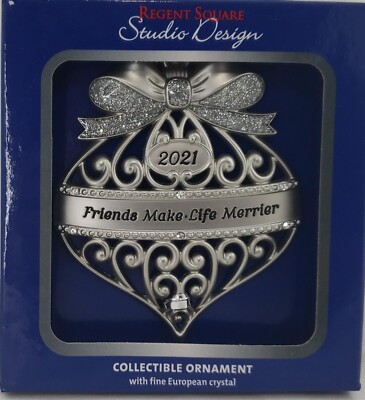 REGENT SQUARE
Studio Design
2021
Friends Make·Life Merrier
COLLECTIBLE ORNAMENT
with fine European crystal